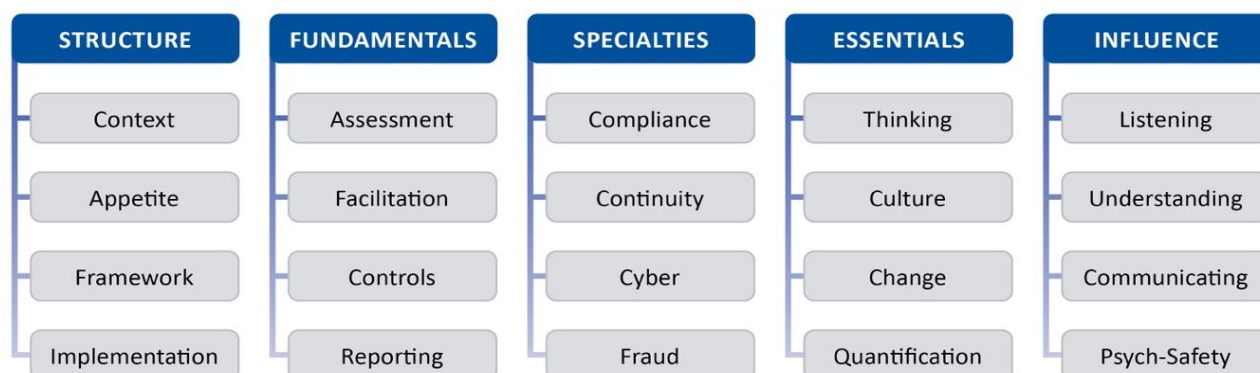 STRUCTURE
Context
Appetite
Framework
Implementation
FUNDAMENTALS
Assessment
Facilitation
Controls
Reporting
SPECIALTIES
Compliance
Continuity
Cyber
Fraud
ESSENTIALS
Thinking
Culture
Change
Quantification
INFLUENCE
Listening
Understanding
Communicating
Psych-Safety